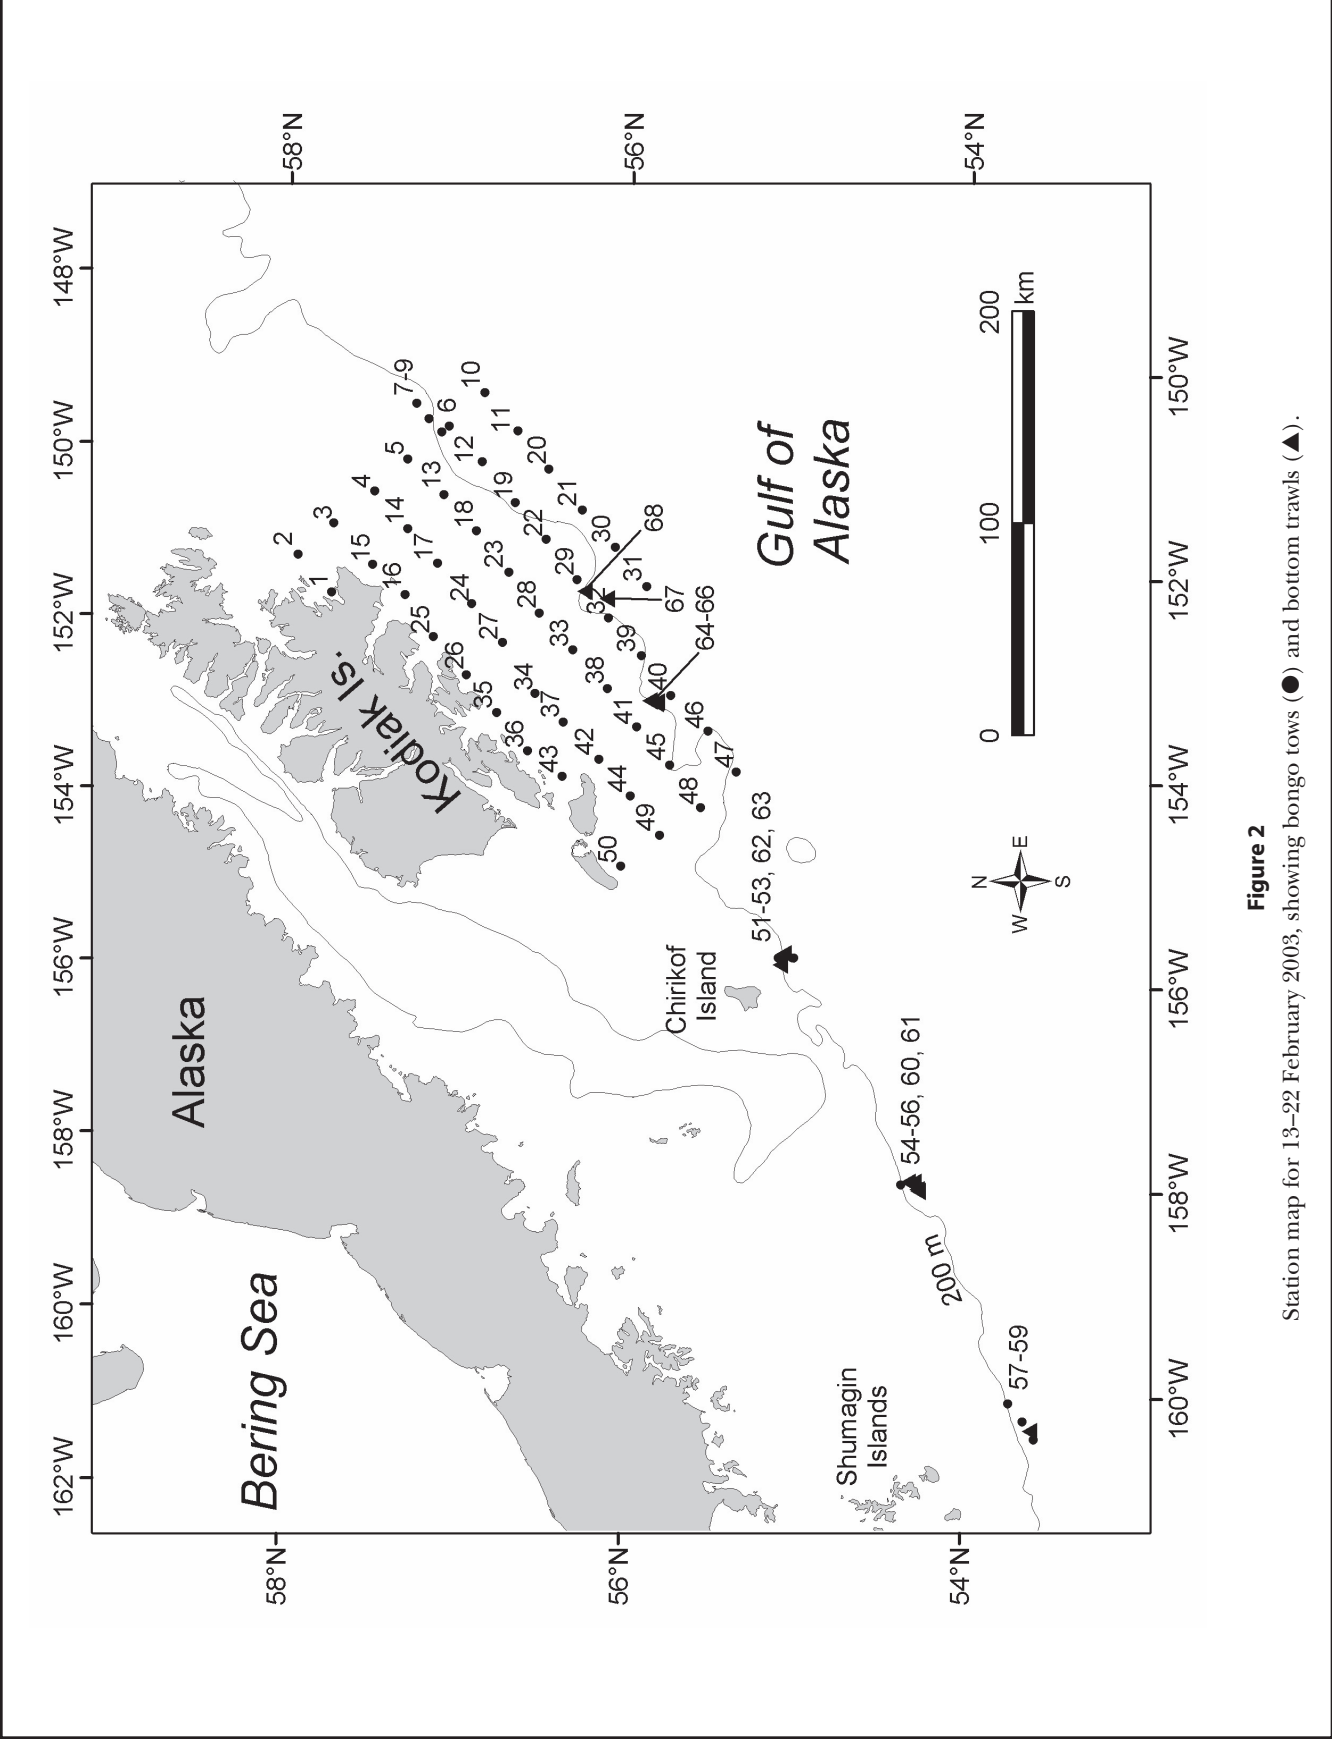 162°W
160°W
158°W
156°W
154°W
152°W
150°W
148°W
58°N
58°N
56°N
56°N
54°N
54°N
160°W
158°W
156°W
154°W
152°W
150°W
Alaska
Bering Sea
Kodiak Is.
Chirikof
Island
Shumagin
Islands
Gulf of
Alaska
200 m
1
2
3
4
5
6
7-9
10
11
12
13
14
15
16
17
18
19
20
21
22
23
24
25
26
27
28
29
30
31
32
33
34
35
36
37
38
39
40
41
42
43
44
45
46
47
48
49
50
51-53, 62, 63
54-56, 60, 61
57-59
64-66
67
68
N
W
E
S
0
100
200
km
Figure 2
Station map for 13–22 February 2003, showing bongo tows (●) and bottom trawls (▲).